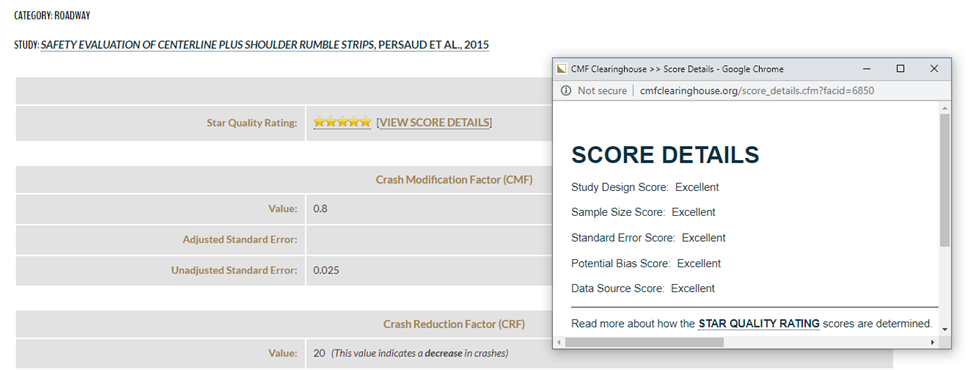 CATEGORY: ROADWAY
STUDY: SAFETY EVALUATION OF CENTERLINE PLUS SHOULDER RUMBLE STRIPS, PERSAUD ET AL., 2015
Star Quality Rating: [VIEW SCORE DETAILS]
Crash Modification Factor (CMF)
Value: 0.8
Adjusted Standard Error:
Unadjusted Standard Error: 0.025
Crash Reduction Factor (CRF)
Value: 20 (This value indicates a decrease in crashes)
CMF Clearinghouse >> Score Details - Google Chrome
Not secure | cmfclearinghouse.org/score_details.cfm?facid=6850
SCORE DETAILS
Study Design Score: Excellent
Sample Size Score: Excellent
Standard Error Score: Excellent
Potential Bias Score: Excellent
Data Source Score: Excellent
Read more about how the STAR QUALITY RATING scores are determined.